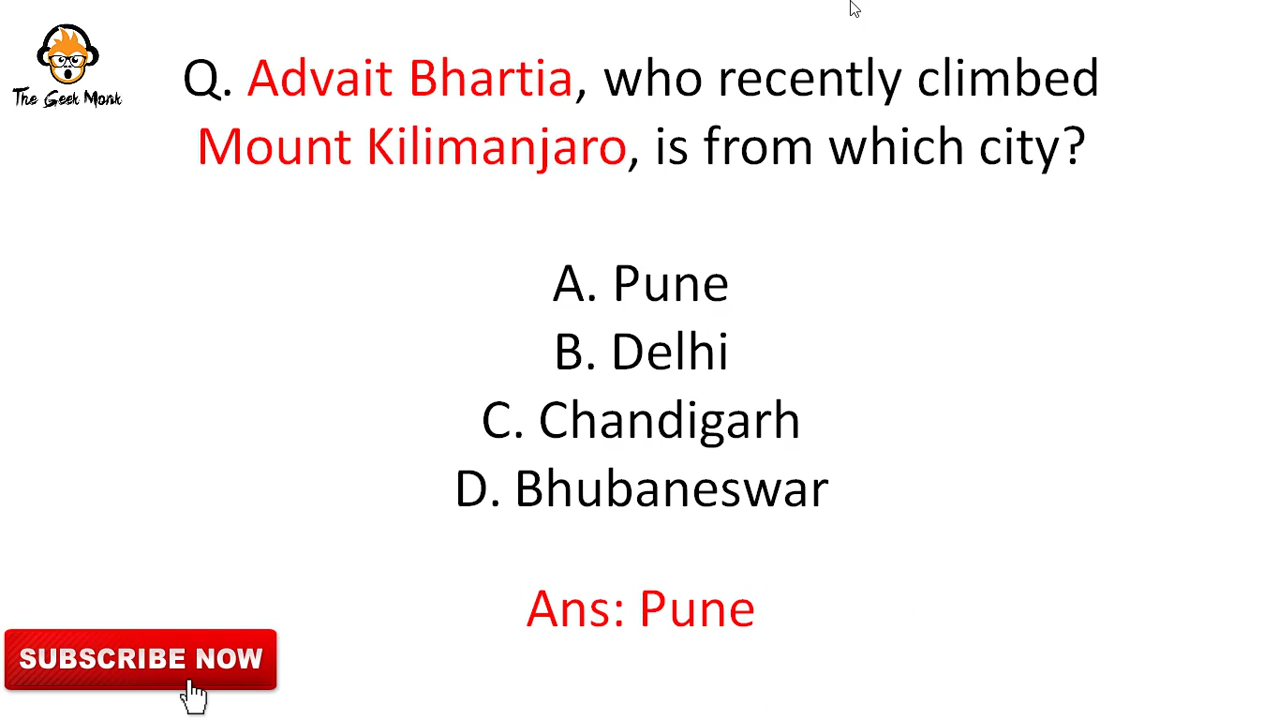 The Geek Monk
Q. Advait Bhartia, who recently climbed
Mount Kilimanjaro, is from which city?
A. Pune
B. Delhi
C. Chandigarh
D. Bhubaneswar
Ans: Pune
SUBSCRIBE NOW